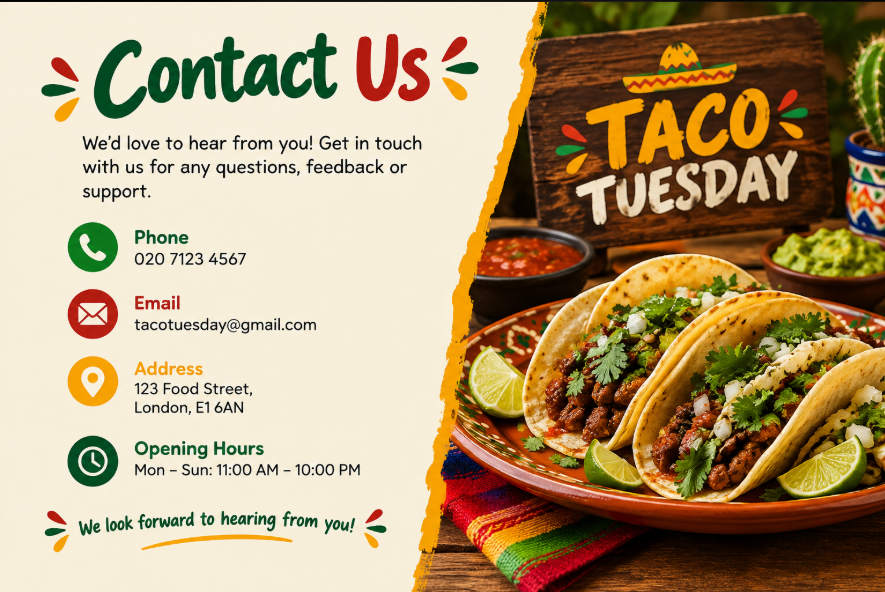 Contact Us
We'd love to hear from you! Get in touch
with us for any questions, feedback or
support.
Phone
020 7123 4567
Email
tacotuesday@gmail.com
Address
123 Food Street,
London, E1 6AN
Opening Hours
Mon – Sun: 11:00 AM – 10:00 PM
We look forward to hearing from you!
TACO
TUESDAY